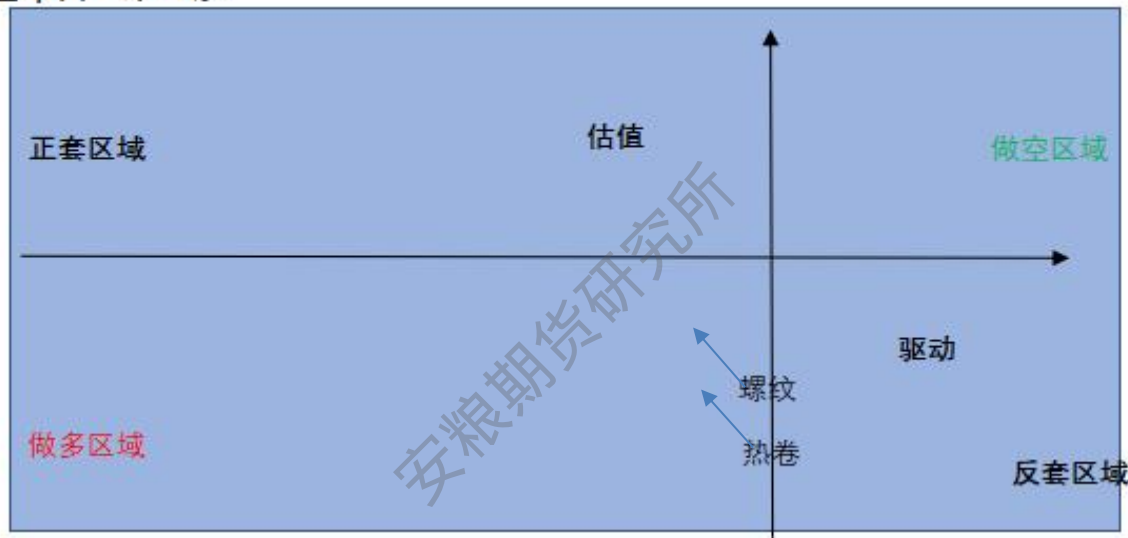 估值
正套区域
做空区域
安粮期货研究所
驱动
螺纹
做多区域
热卷
反套区域